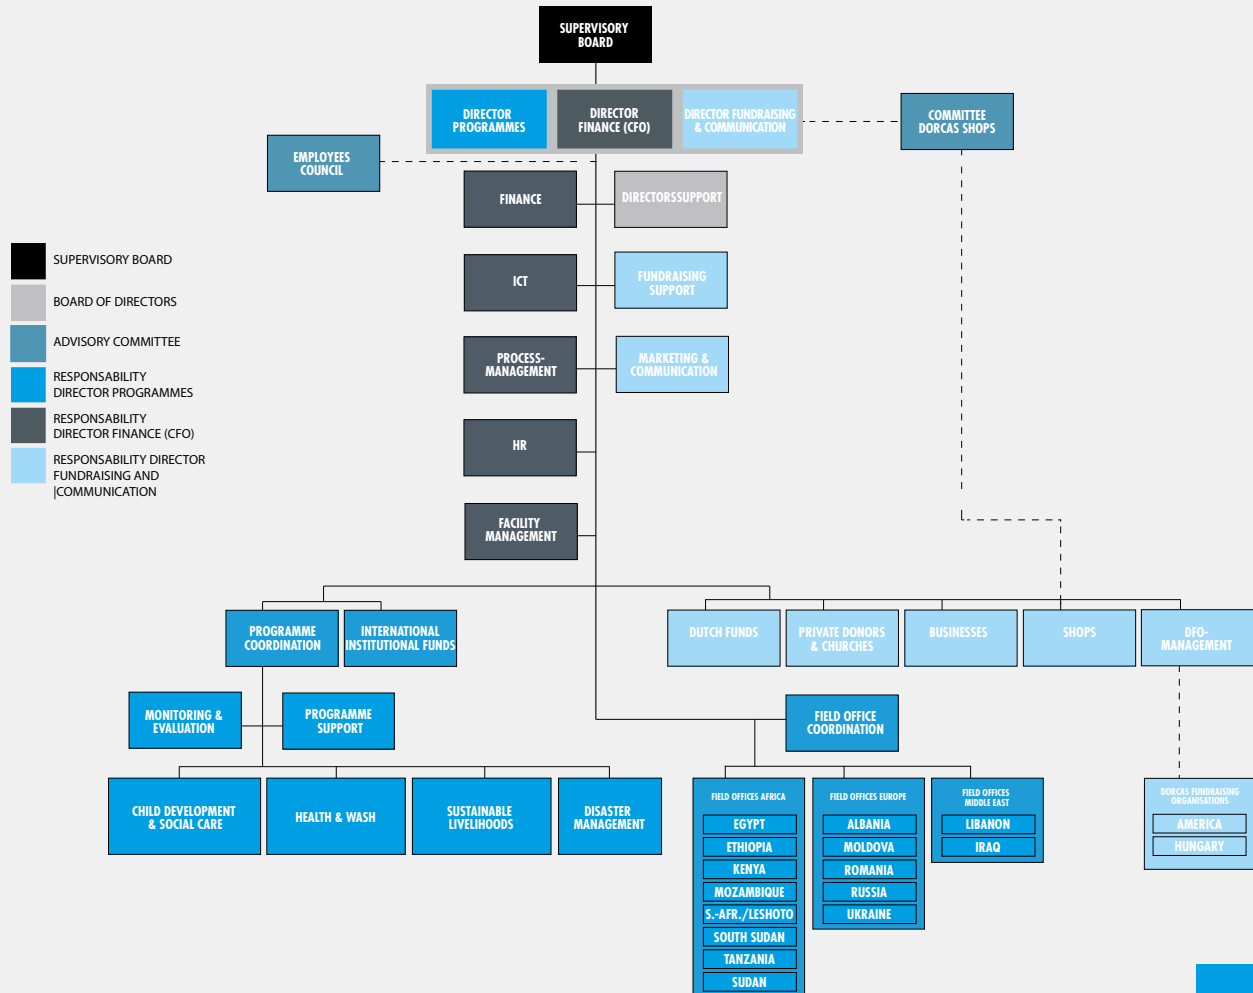 SUPERVISORY
BOARD
DIRECTOR
PROGRAMMES
DIRECTOR
FINANCE (CFO)
DIRECTOR FUNDRAISING
& COMMUNICATION
COMMITTEE
DORCAS SHOPS
EMPLOYEES
COUNCIL
FINANCE
DIRECTORSSUPPORT
ICT
FUNDRAISING
SUPPORT
PROCESS-
MANAGEMENT
MARKETING &
COMMUNICATION
HR
FACILITY
MANAGEMENT
SUPERVISORY BOARD
BOARD OF DIRECTORS
ADVISORY COMMITTEE
RESPONSABILITY
DIRECTOR PROGRAMMES
RESPONSABILITY
DIRECTOR FINANCE (CFO)
RESPONSABILITY DIRECTOR
FUNDRAISING AND
|COMMUNICATION
PROGRAMME
COORDINATION
INTERNATIONAL
INSTITUTIONAL FUNDS
DUTCH FUNDS
PRIVATE DONORS
& CHURCHES
BUSINESSES
SHOPS
DFO-
MANAGEMENT
MONITORING &
EVALUATION
PROGRAMME
SUPPORT
FIELD OFFICE
COORDINATION
CHILD DEVELOPMENT
& SOCIAL CARE
HEALTH & WASH
SUSTAINABLE
LIVELIHOODS
DISASTER
MANAGEMENT
FIELD OFFICES AFRICA
EGYPT
ETHIOPIA
KENYA
MOZAMBIQUE
S.-AFR./LESHOTO
SOUTH SUDAN
TANZANIA
SUDAN
FIELD OFFICES EUROPE
ALBANIA
MOLDOVA
ROMANIA
RUSSIA
UKRAINE
FIELD OFFICES
MIDDLE EAST
LIBANON
IRAQ
DORCAS FUNDRAISING
ORGANISATIONS
AMERICA
HUNGARY